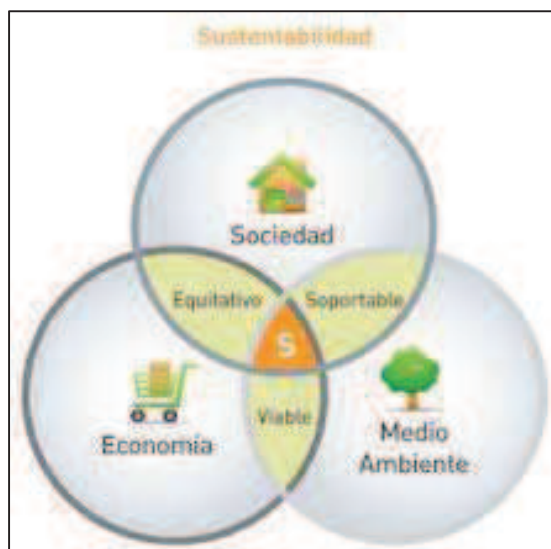 Sustentabilidad
Sociedad
Equitativo
Soportable
S
Viable
Economia
Medio
Ambiente